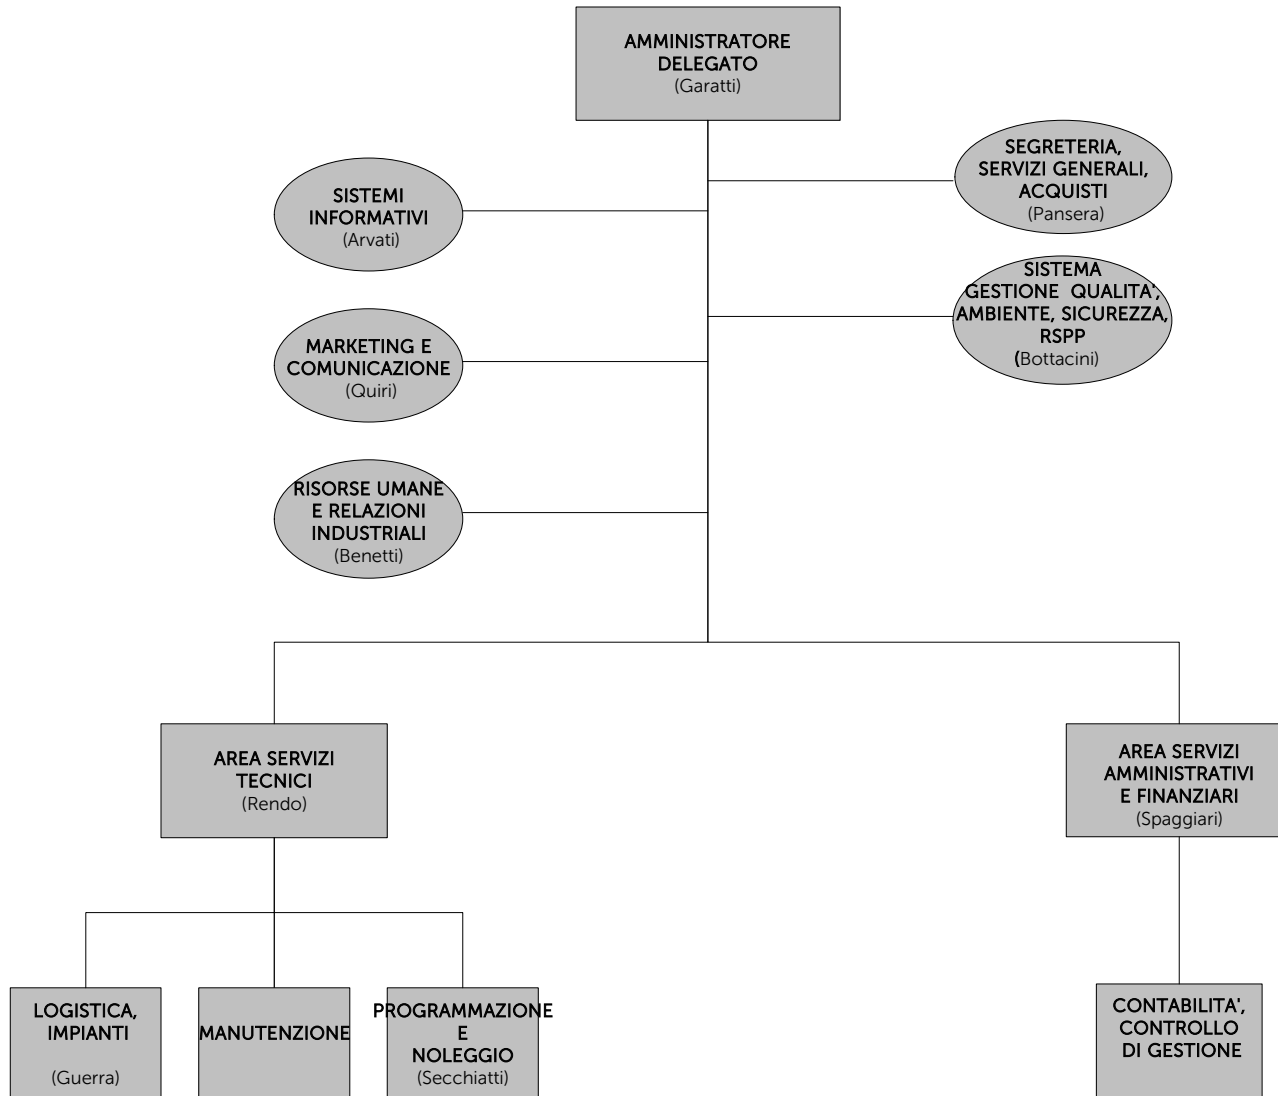 AMMINISTRATORE
DELEGATO
(Garatti)
SEGRETERIA,
SERVIZI GENERALI,
ACQUISTI
(Pansera)
SISTEMI
INFORMATIVI
(Arvati)
SISTEMA
GESTIONE QUALITA',
AMBIENTE, SICUREZZA,
RSPP
(Bottacini)
MARKETING E
COMUNICAZIONE
(Quiri)
RISORSE UMANE
E RELAZIONI
INDUSTRIALI
(Benetti)
AREA SERVIZI
TECNICI
(Rendo)
AREA SERVIZI
AMMINISTRATIVI
E FINANZIARI
(Spaggiari)
LOGISTICA,
IMPIANTI
(Guerra)
MANUTENZIONE
PROGRAMMAZIONE
E
NOLEGGIO
(Secchiatti)
CONTABILITA',
CONTROLLO
DI GESTIONE